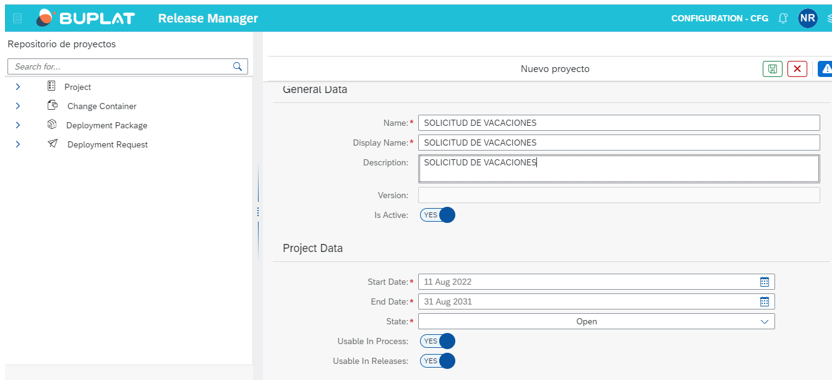 BUPLAT Release Manager CONFIGURATION - CFG NR
Repositorio de proyectos
Search for...
Project
Change Container
Deployment Package
Deployment Request
Nuevo proyecto
General Data
Name:* SOLICITUD DE VACACIONES
Display Name:* SOLICITUD DE VACACIONES
Description: SOLICITUD DE VACACIONES
Version:
Is Active: YES
Project Data
Start Date:* 11 Aug 2022
End Date:* 31 Aug 2031
State:* Open
Usable In Process: YES
Usable In Releases: YES